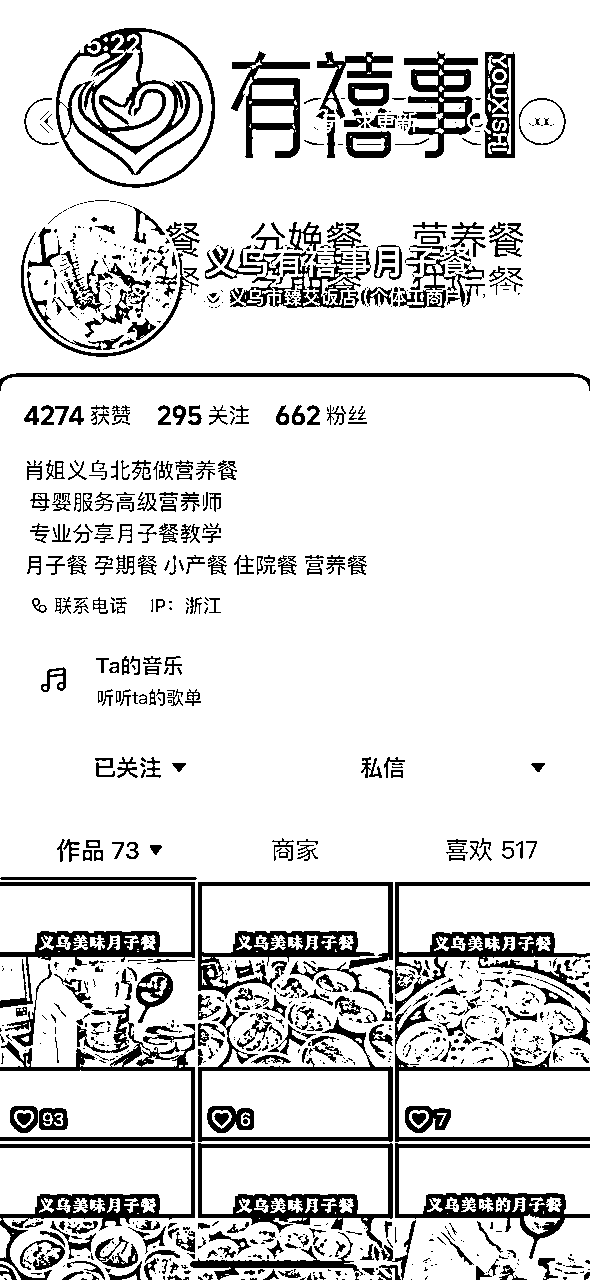 15:22
有禧事
YOUXISHI
求更新
餐 分娩餐 营养餐
义乌有禧事月子餐
义乌市臻艾饭店(个体工商户)
4274 获赞 295 关注 662 粉丝
肖姐义乌北苑做营养餐
母婴服务高级营养师
专业分享月子餐教学
月子餐 孕期餐 小产餐 住院餐 营养餐
联系电话 IP：浙江
Ta的音乐
听听ta的歌单
已关注 私信
作品 73 商家 喜欢 517
义乌美味月子餐 义乌美味月子餐 义乌美味月子餐
93 6 7
义乌美味月子餐 义乌美味月子餐 义乌美味的月子餐